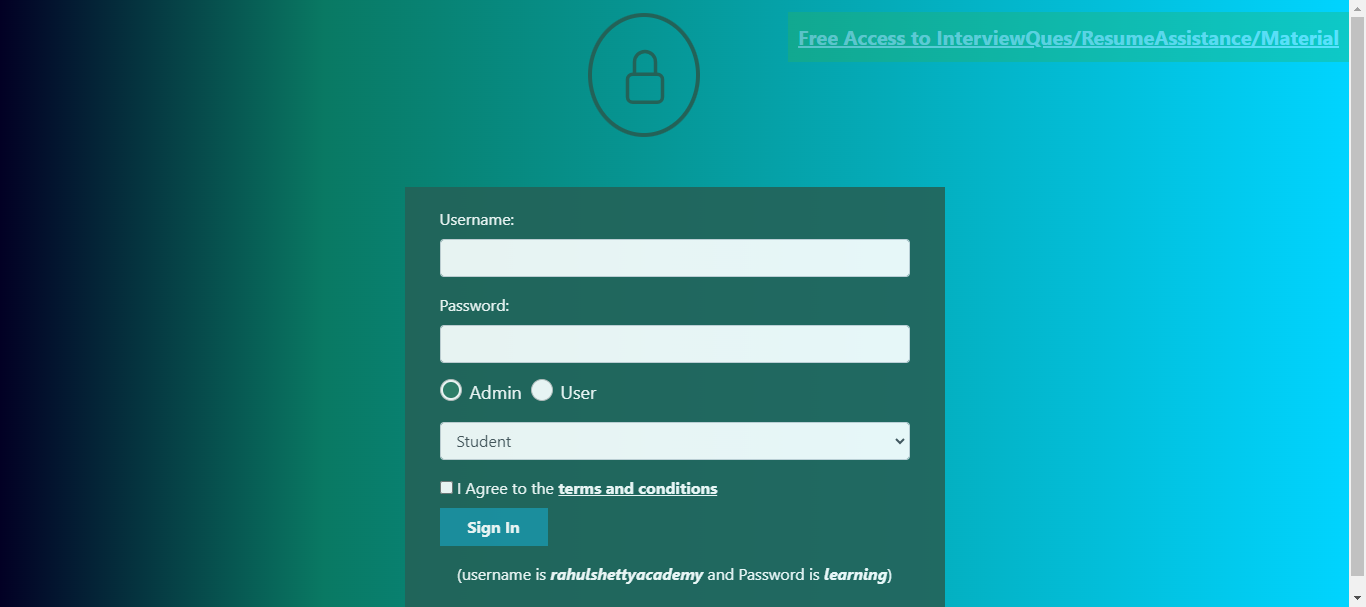 Free Access to InterviewQues/ResumeAssistance/Material
Username:
Password:
Admin User
Student
I Agree to the terms and conditions
Sign In
(username is rahulshettyacademy and Password is learning)